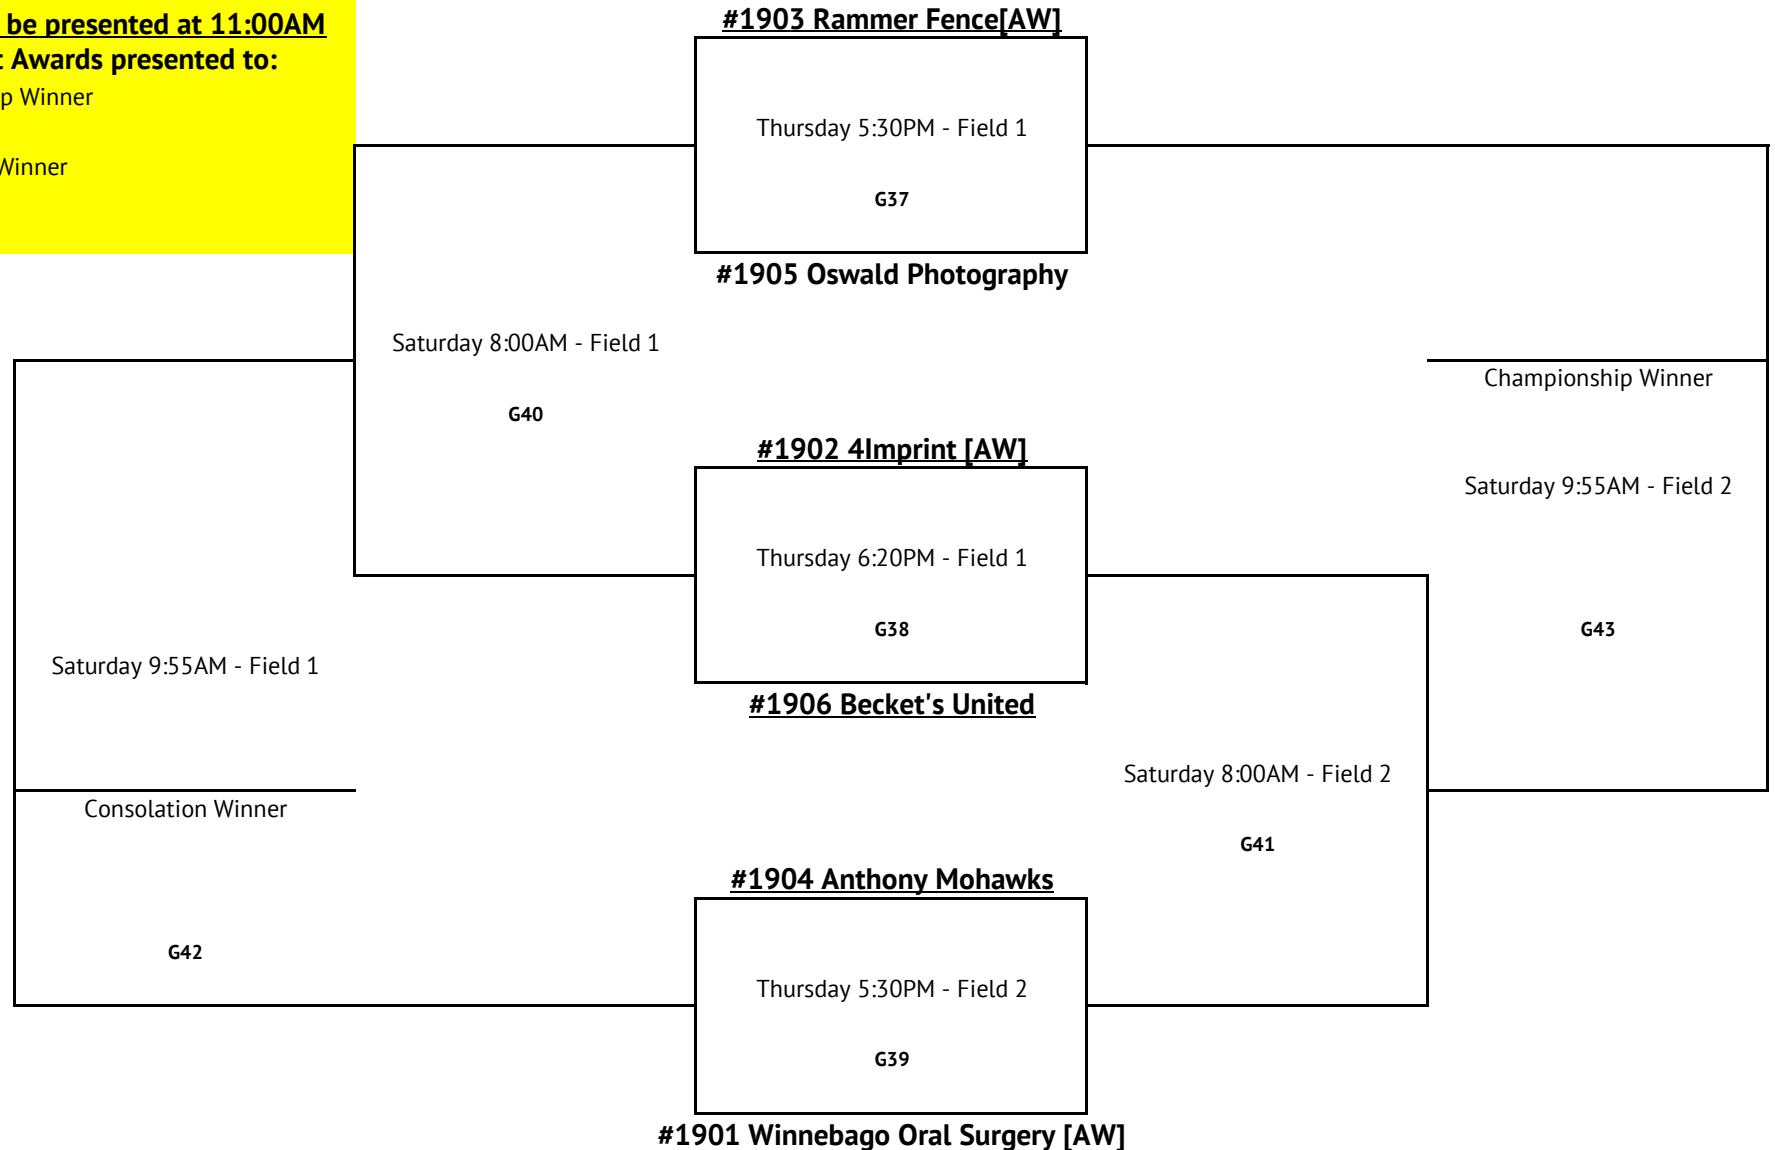 be presented at 11:00AM
Awards presented to:
Winner
Winner
#1903 Rammer Fence[AW]
Thursday 5:30PM - Field 1
G37
#1905 Oswald Photography
Saturday 8:00AM - Field 1
G40
Championship Winner
#1902 4Imprint [AW]
Saturday 9:55AM - Field 2
Thursday 6:20PM - Field 1
G38
G43
Saturday 9:55AM - Field 1
#1906 Becket's United
Saturday 8:00AM - Field 2
Consolation Winner
G41
#1904 Anthony Mohawks
G42
Thursday 5:30PM - Field 2
G39
#1901 Winnebago Oral Surgery [AW]